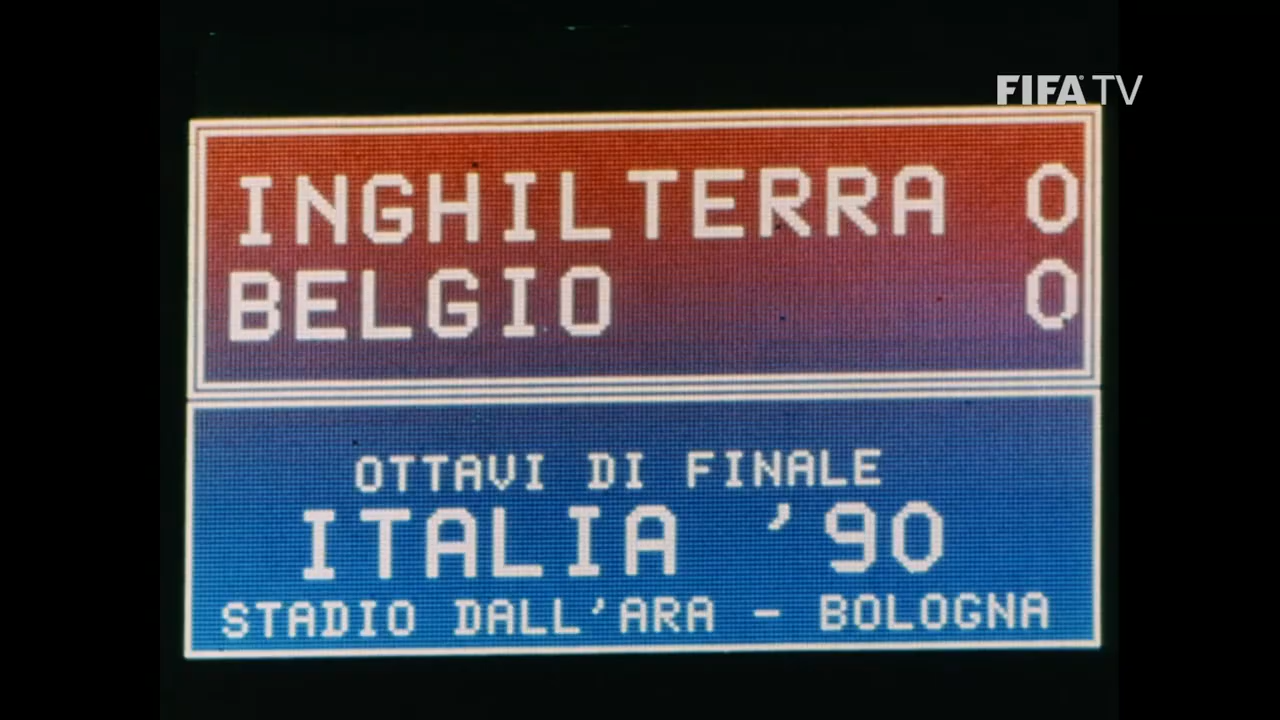 FIFA TV
INGHILTERRA 0
BELGIO 0
OTTAVI DI FINALE
ITALIA '90
STADIO DALL'ARA - BOLOGNA